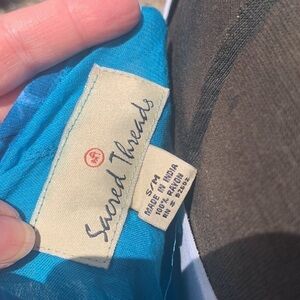 Sacred Threads
S/M
MADE IN INDIA
100% RAYON